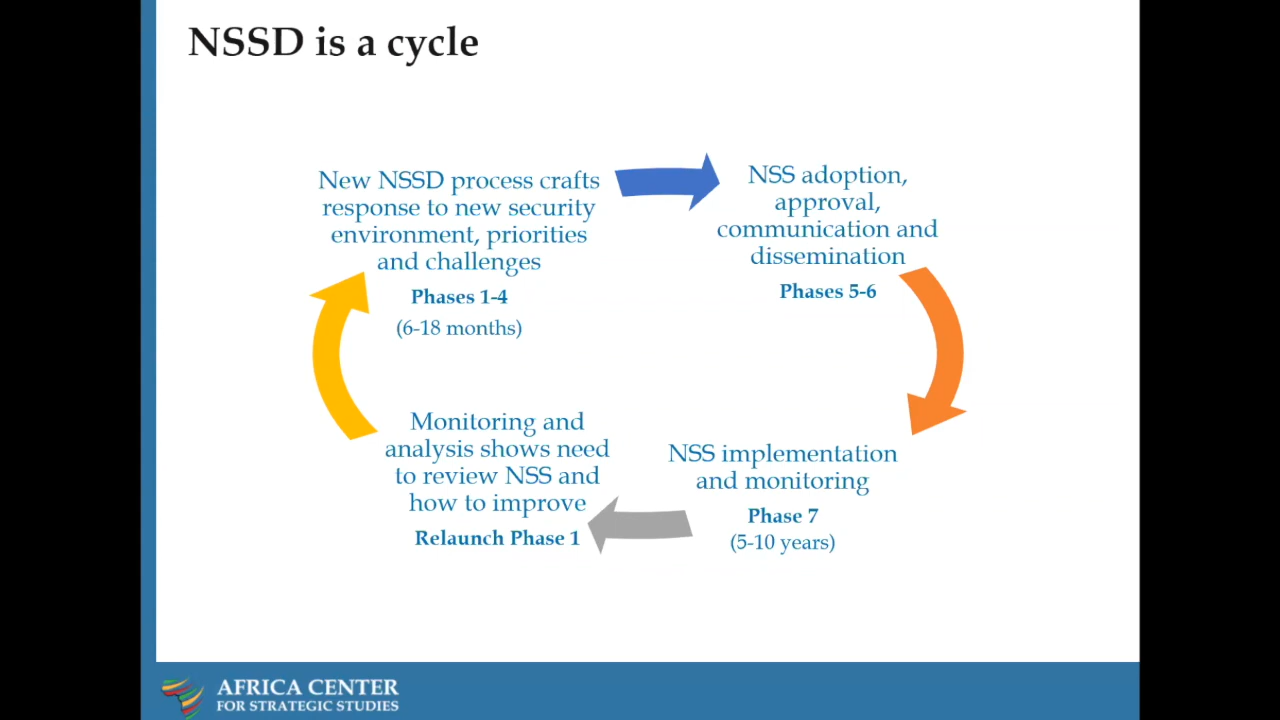 NSSD is a cycle
New NSSD process crafts
response to new security
environment, priorities
and challenges
Phases 1-4
(6-18 months)
NSS adoption,
approval,
communication and
dissemination
Phases 5-6
NSS implementation
and monitoring
Phase 7
(5-10 years)
Monitoring and
analysis shows need
to review NSS and
how to improve
Relaunch Phase 1
AFRICA CENTER
FOR STRATEGIC STUDIES